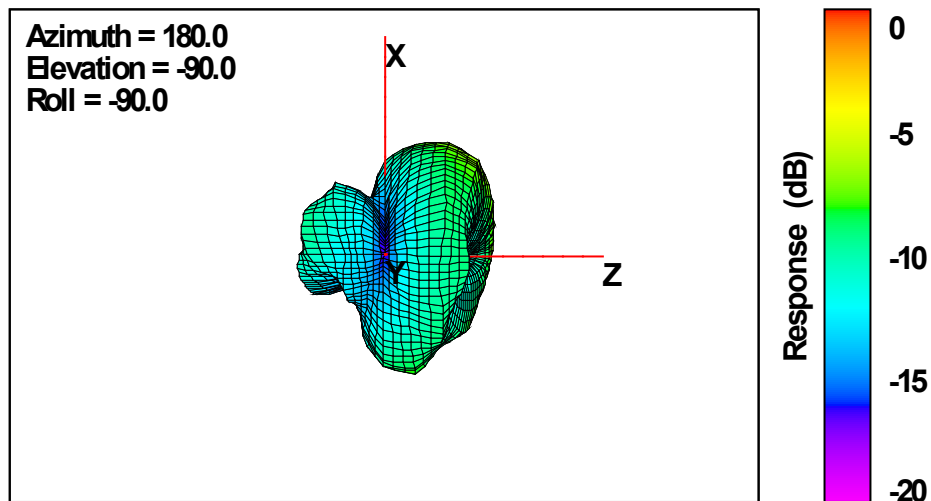 Azimuth = 180.0
Elevation = -90.0
Roll = -90.0
X
Y
Z
Response (dB)
0
-5
-10
-15
-20